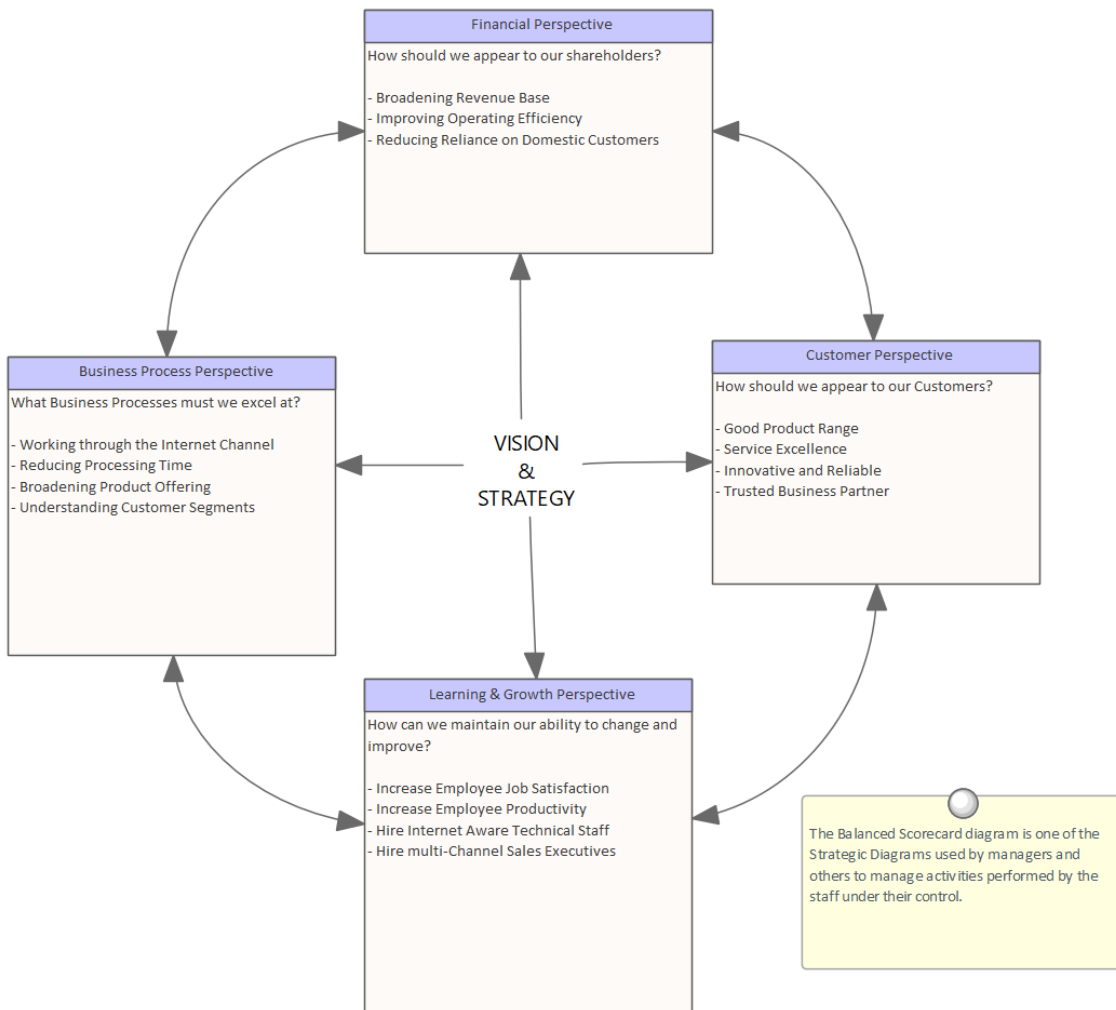 Financial Perspective
How should we appear to our shareholders?
- Broadening Revenue Base
- Improving Operating Efficiency
- Reducing Reliance on Domestic Customers
Business Process Perspective
What Business Processes must we excel at?
- Working through the Internet Channel
- Reducing Processing Time
- Broadening Product Offering
- Understanding Customer Segments
VISION
&
STRATEGY
Customer Perspective
How should we appear to our Customers?
- Good Product Range
- Service Excellence
- Innovative and Reliable
- Trusted Business Partner
Learning & Growth Perspective
How can we maintain our ability to change and
improve?
- Increase Employee Job Satisfaction
- Increase Employee Productivity
- Hire Internet Aware Technical Staff
- Hire multi-Channel Sales Executives
The Balanced Scorecard diagram is one of the
Strategic Diagrams used by managers and
others to manage activities performed by the
staff under their control.